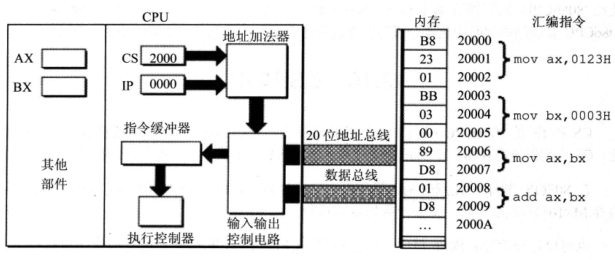 CPU
内存
汇编指令
地址加法器
AX
BX
CS 2000
IP 0000
指令缓冲器
其他
部件
执行控制器
输入输出
控制电路
20 位地址总线
数据总线
B8 20000
23 20001
01 20002
mov ax,0123H
BB 20003
03 20004
00 20005
mov bx,0003H
89 20006
D8 20007
mov ax,bx
01 20008
D8 20009
add ax,bx
… 2000A